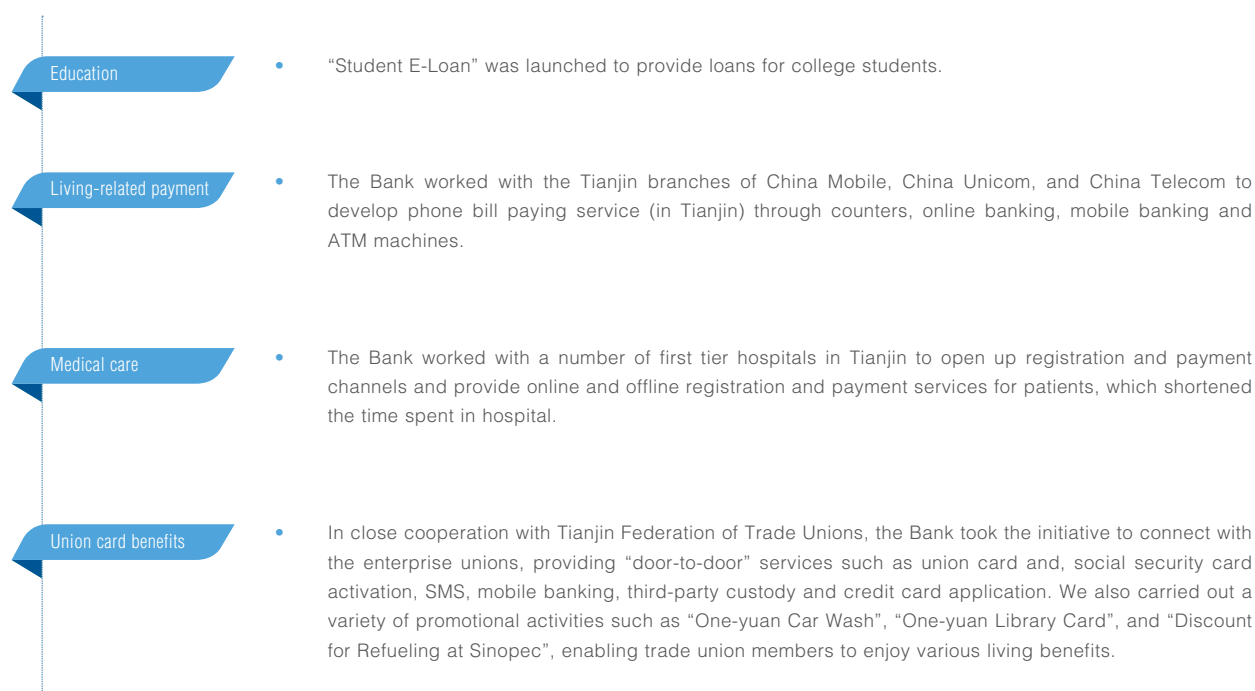 Education
• “Student E-Loan” was launched to provide loans for college students.
Living-related payment
• The Bank worked with the Tianjin branches of China Mobile, China Unicom, and China Telecom to
develop phone bill paying service (in Tianjin) through counters, online banking, mobile banking and
ATM machines.
Medical care
• The Bank worked with a number of first tier hospitals in Tianjin to open up registration and payment
channels and provide online and offline registration and payment services for patients, which shortened
the time spent in hospital.
Union card benefits
• In close cooperation with Tianjin Federation of Trade Unions, the Bank took the initiative to connect with
the enterprise unions, providing “door-to-door” services such as union card and, social security card
activation, SMS, mobile banking, third-party custody and credit card application. We also carried out a
variety of promotional activities such as “One-yuan Car Wash”, “One-yuan Library Card”, and “Discount
for Refueling at Sinopec”, enabling trade union members to enjoy various living benefits.